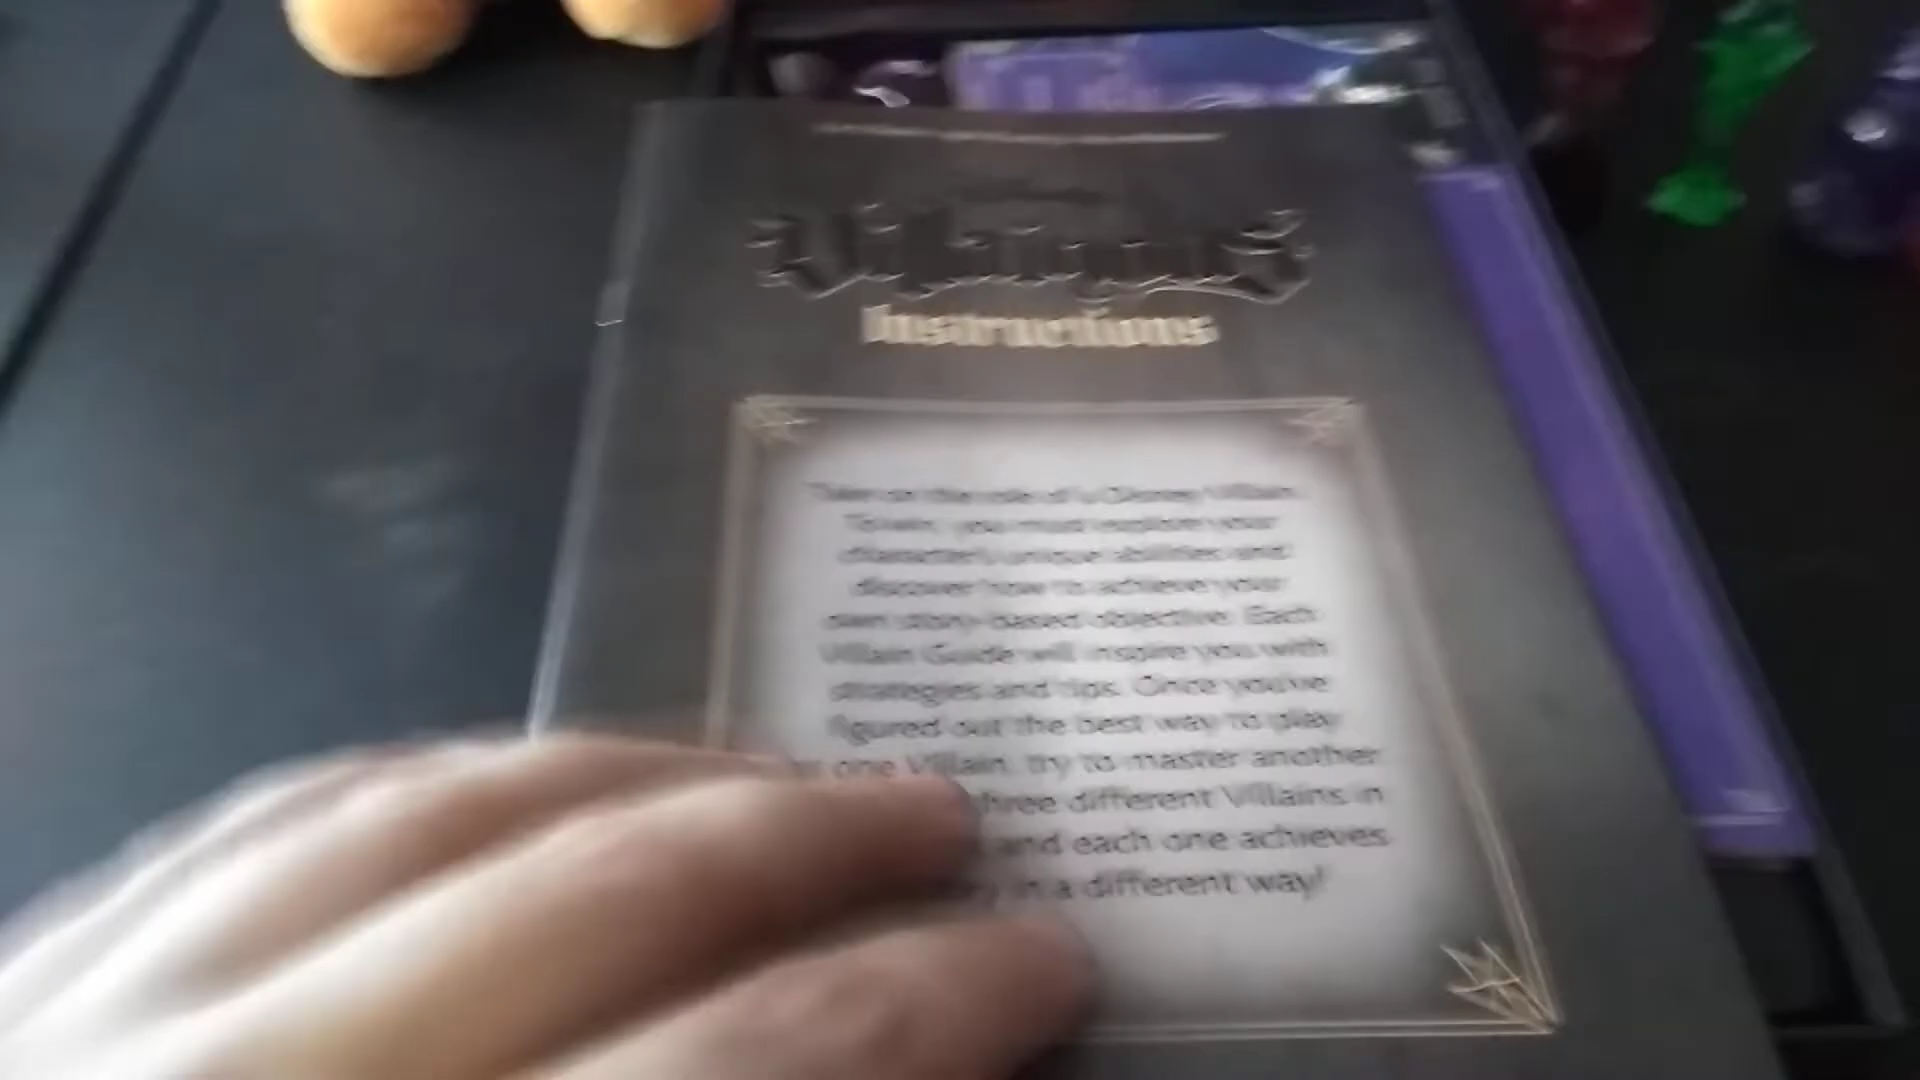 Villainous
Instructions
Take on the role of a Disney Villain.
To win, you must explore your
character's unique abilities and
discover how to achieve your
own story-based objective. Each
Villain Guide will inspire you with
strategies and tips. Once you've
figured out the best way to play
one Villain, try to master another.
three different Villains in
and each one achieves
in a different way!